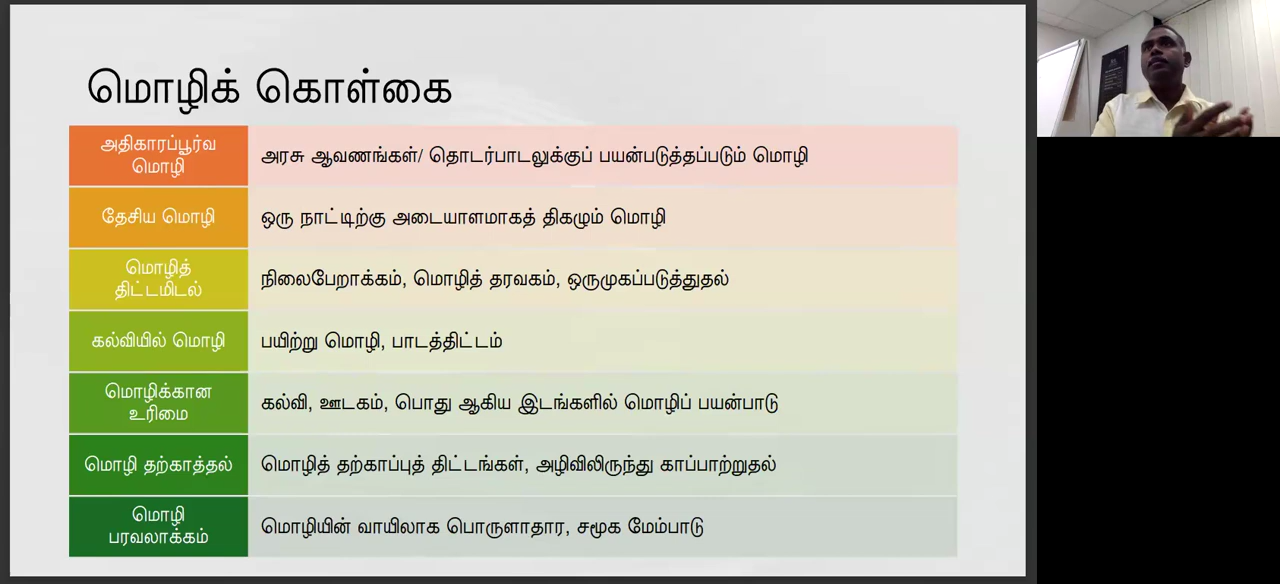 மொழிக் கொள்கை
அதிகாரப்பூர்வ
மொழி
அரசு ஆவணங்கள்/ தொடர்பாடலுக்குப் பயன்படுத்தப்படும் மொழி
தேசிய மொழி
ஒரு நாட்டிற்கு அடையாளமாகத் திகழும் மொழி
மொழித்
திட்டமிடல்
நிலைபேறாக்கம், மொழித் தரவகம், ஒருமுகப்படுத்துதல்
கல்வியில் மொழி
பயிற்று மொழி, பாடத்திட்டம்
மொழிக்கான
உரிமை
கல்வி, ஊடகம், பொது ஆகிய இடங்களில் மொழிப் பயன்பாடு
மொழி தற்காத்தல்
மொழித் தற்காப்புத் திட்டங்கள், அழிவிலிருந்து காப்பாற்றுதல்
மொழி
பரவலாக்கம்
மொழியின் வாயிலாக பொருளாதார, சமூக மேம்பாடு